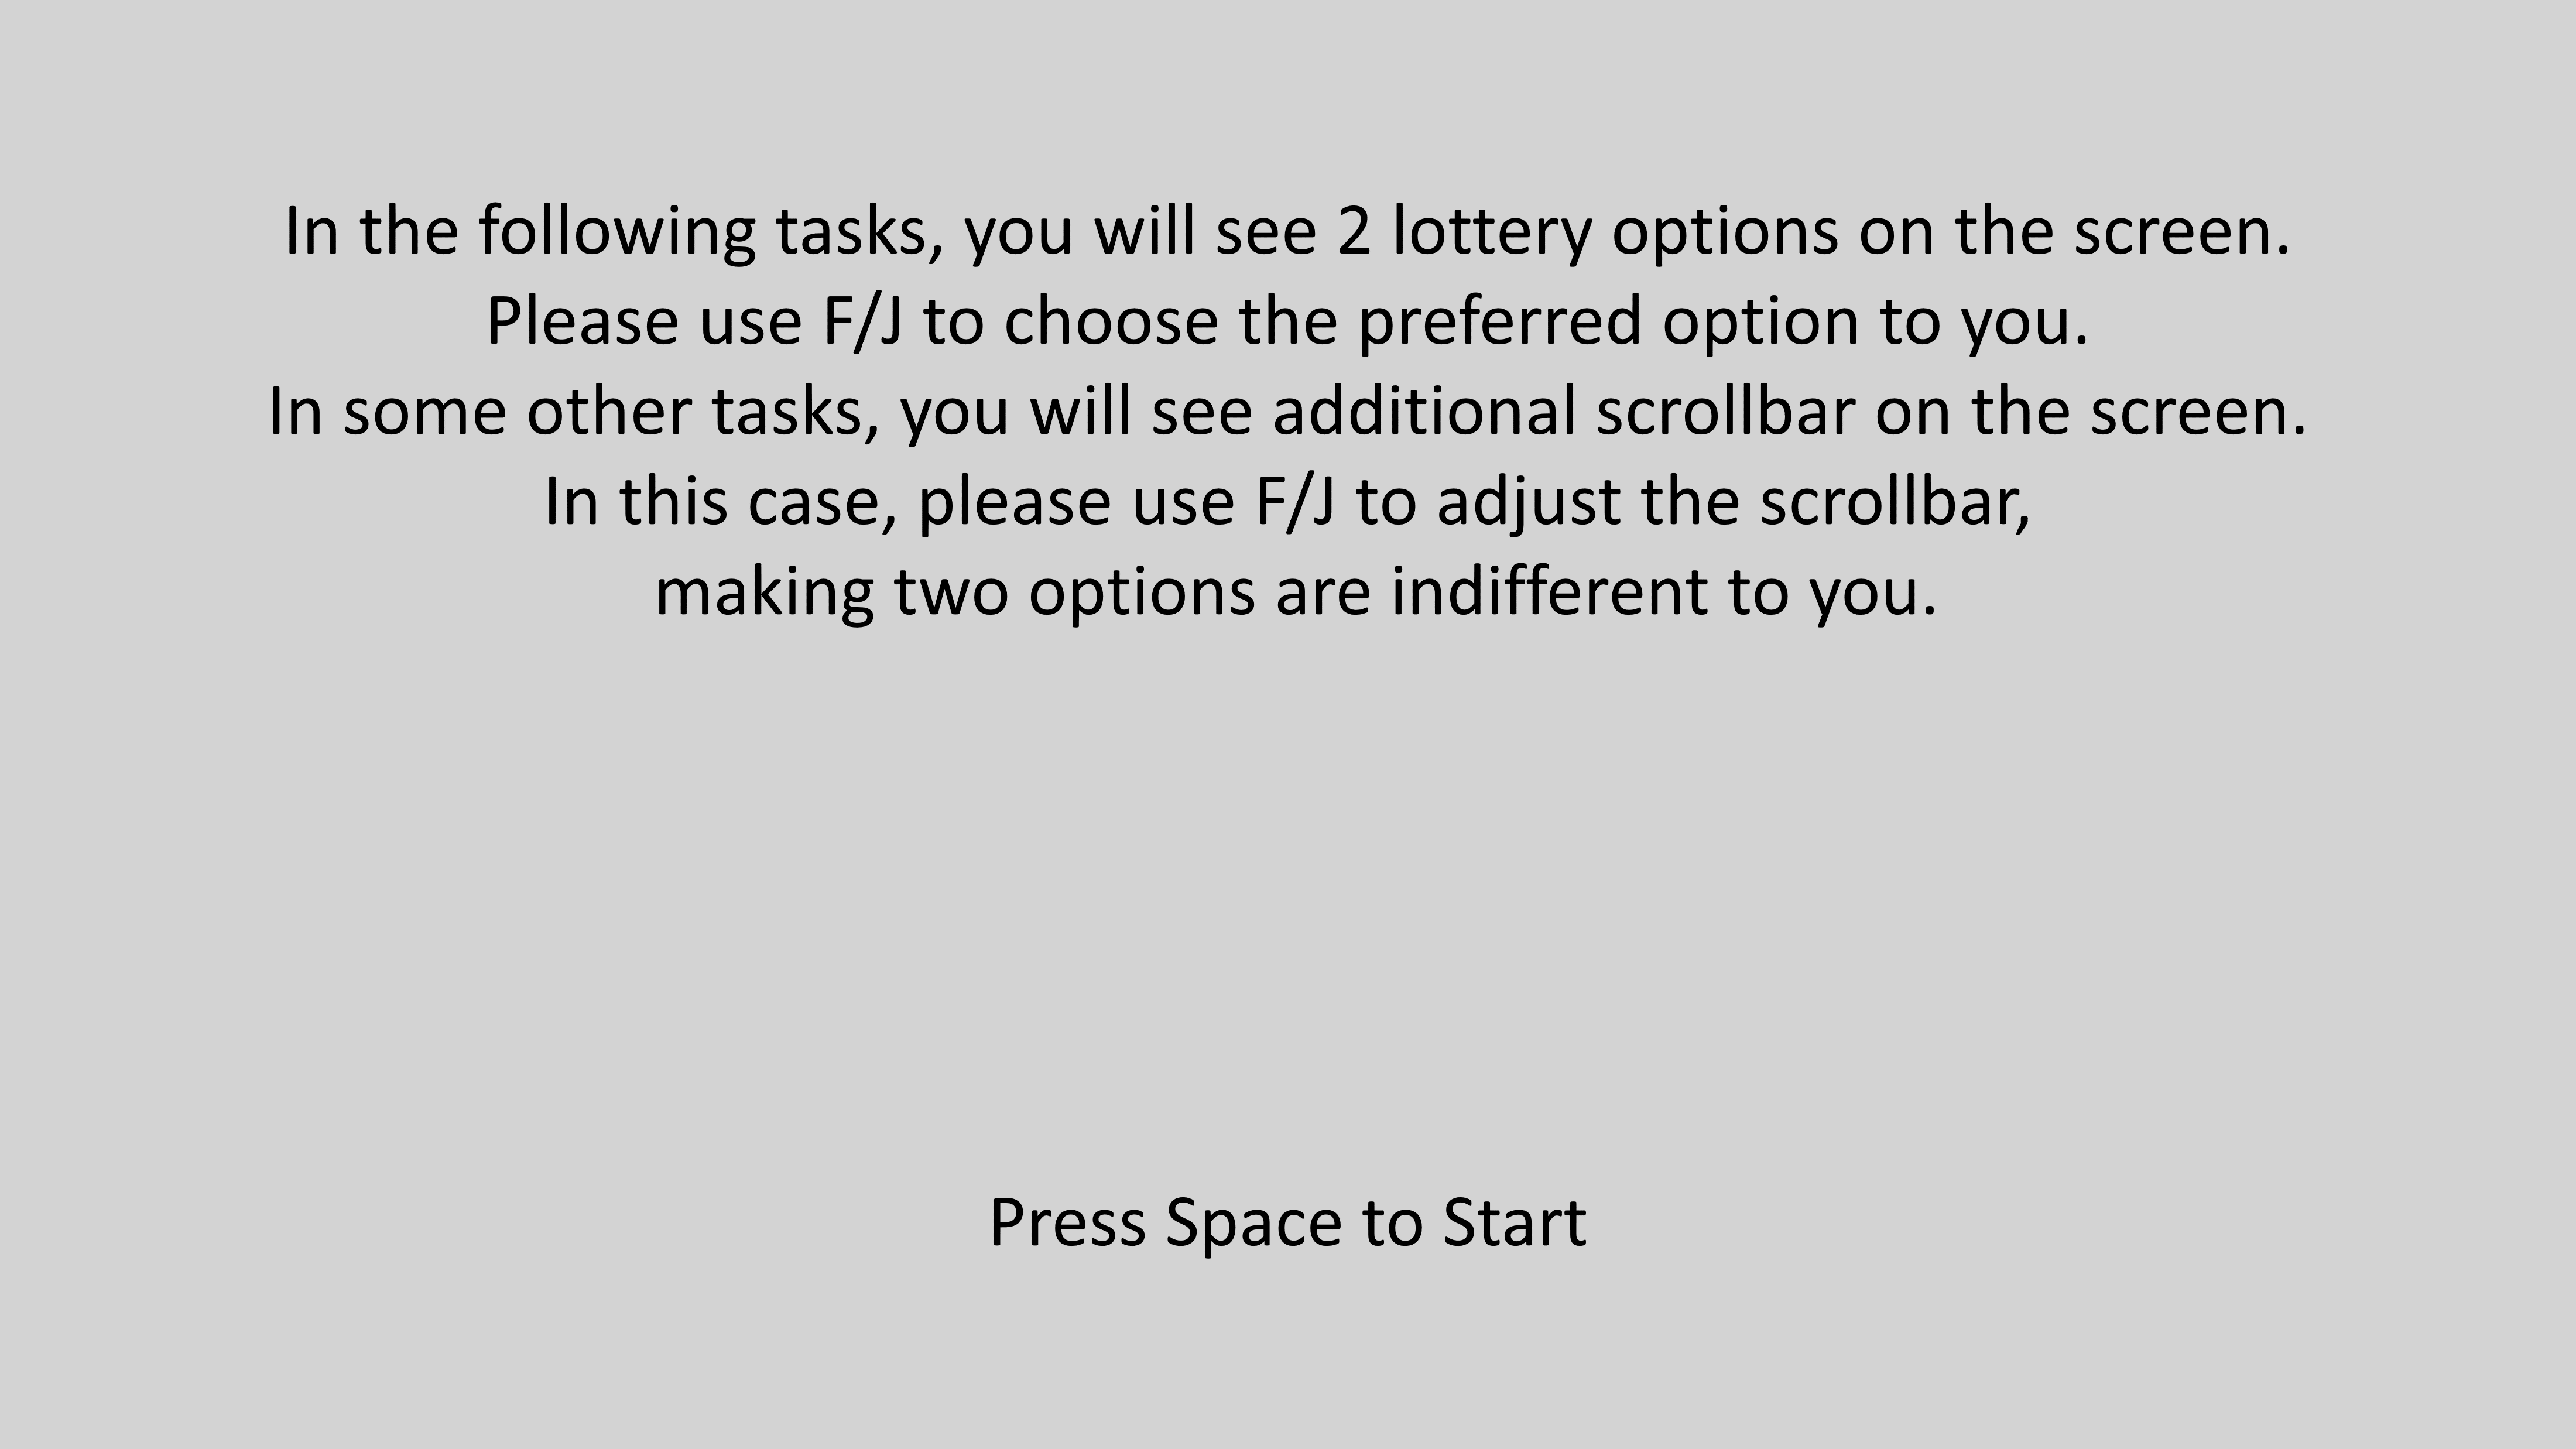 In the following tasks, you will see 2 lottery options on the screen.
Please use F/J to choose the preferred option to you.
In some other tasks, you will see additional scrollbar on the screen.
In this case, please use F/J to adjust the scrollbar,
making two options are indifferent to you.
Press Space to Start